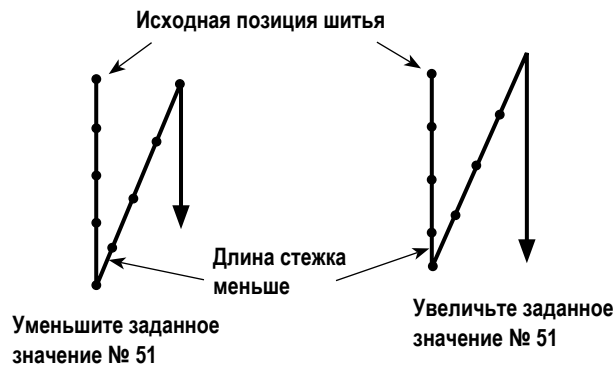 Исходная позиция шитья
Длина стежка
меньше
Уменьшите заданное
значение № 51
Увеличьте заданное
значение № 51